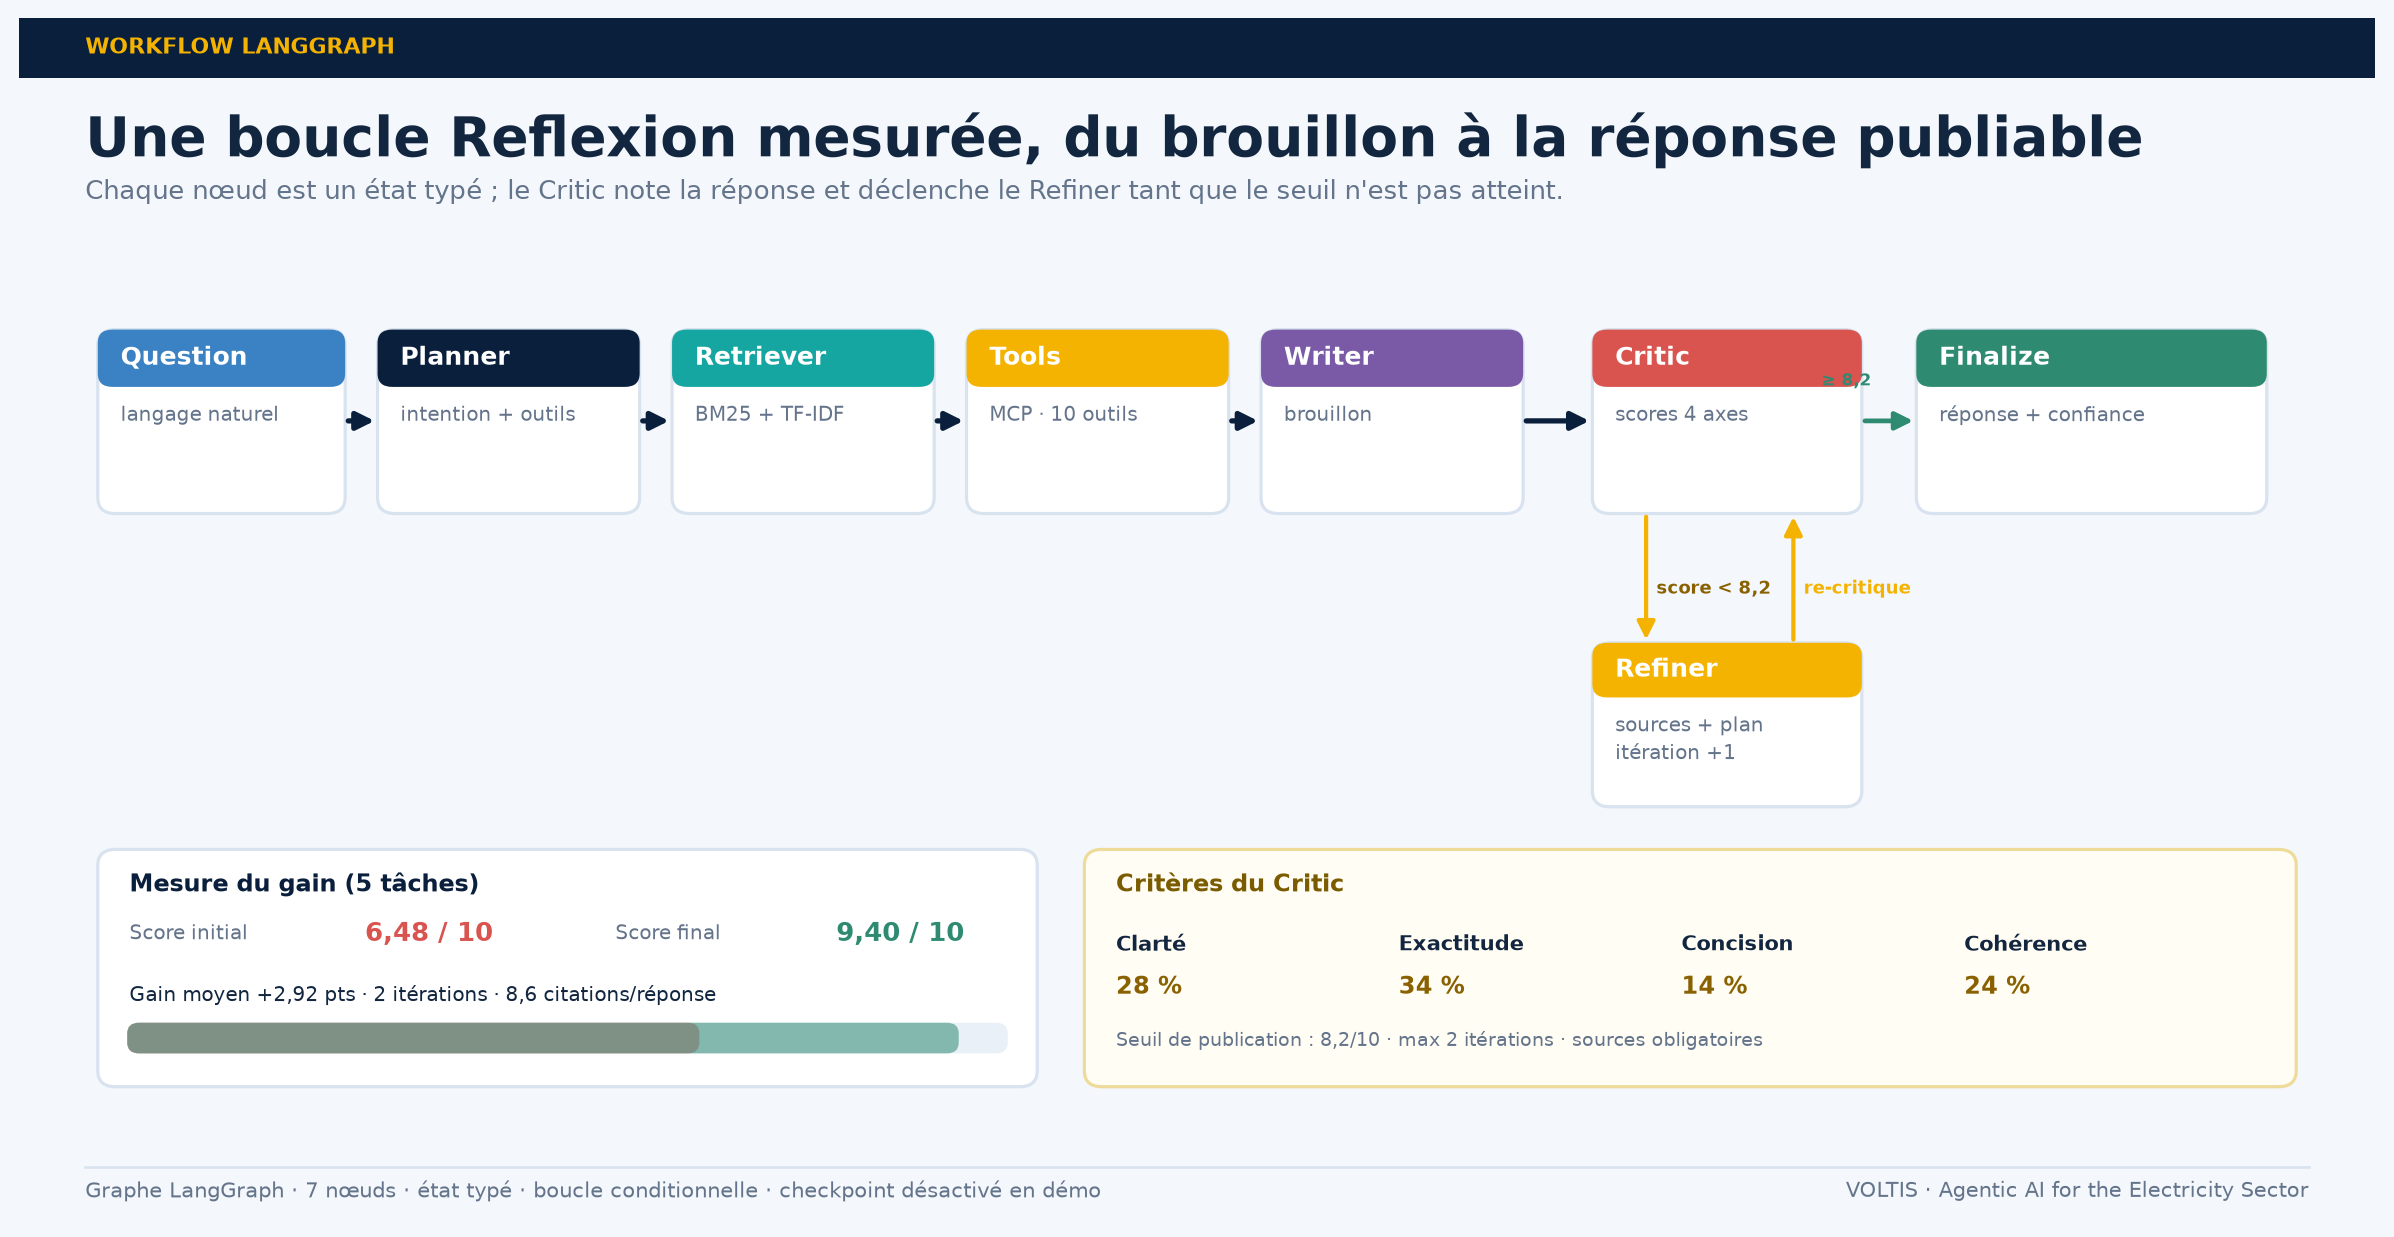 WORKFLOW LANGGRAPH
Une boucle Reflexion mesurée, du brouillon à la réponse publiable
Chaque nœud est un état typé ; le Critic note la réponse et déclenche le Refiner tant que le seuil n'est pas atteint.
Question
langage naturel
Planner
intention + outils
Retriever
BM25 + TF-IDF
Tools
MCP · 10 outils
Writer
brouillon
Critic
scores 4 axes
≥ 8,2
Finalize
réponse + confiance
score < 8,2
re-critique
Refiner
sources + plan
itération +1
Mesure du gain (5 tâches)
Score initial 6,48 / 10 Score final 9,40 / 10
Gain moyen +2,92 pts · 2 itérations · 8,6 citations/réponse
Critères du Critic
Clarté Exactitude Concision Cohérence
28 % 34 % 14 % 24 %
Seuil de publication : 8,2/10 · max 2 itérations · sources obligatoires
Graphe LangGraph · 7 nœuds · état typé · boucle conditionnelle · checkpoint désactivé en démo
VOLTIS · Agentic AI for the Electricity Sector